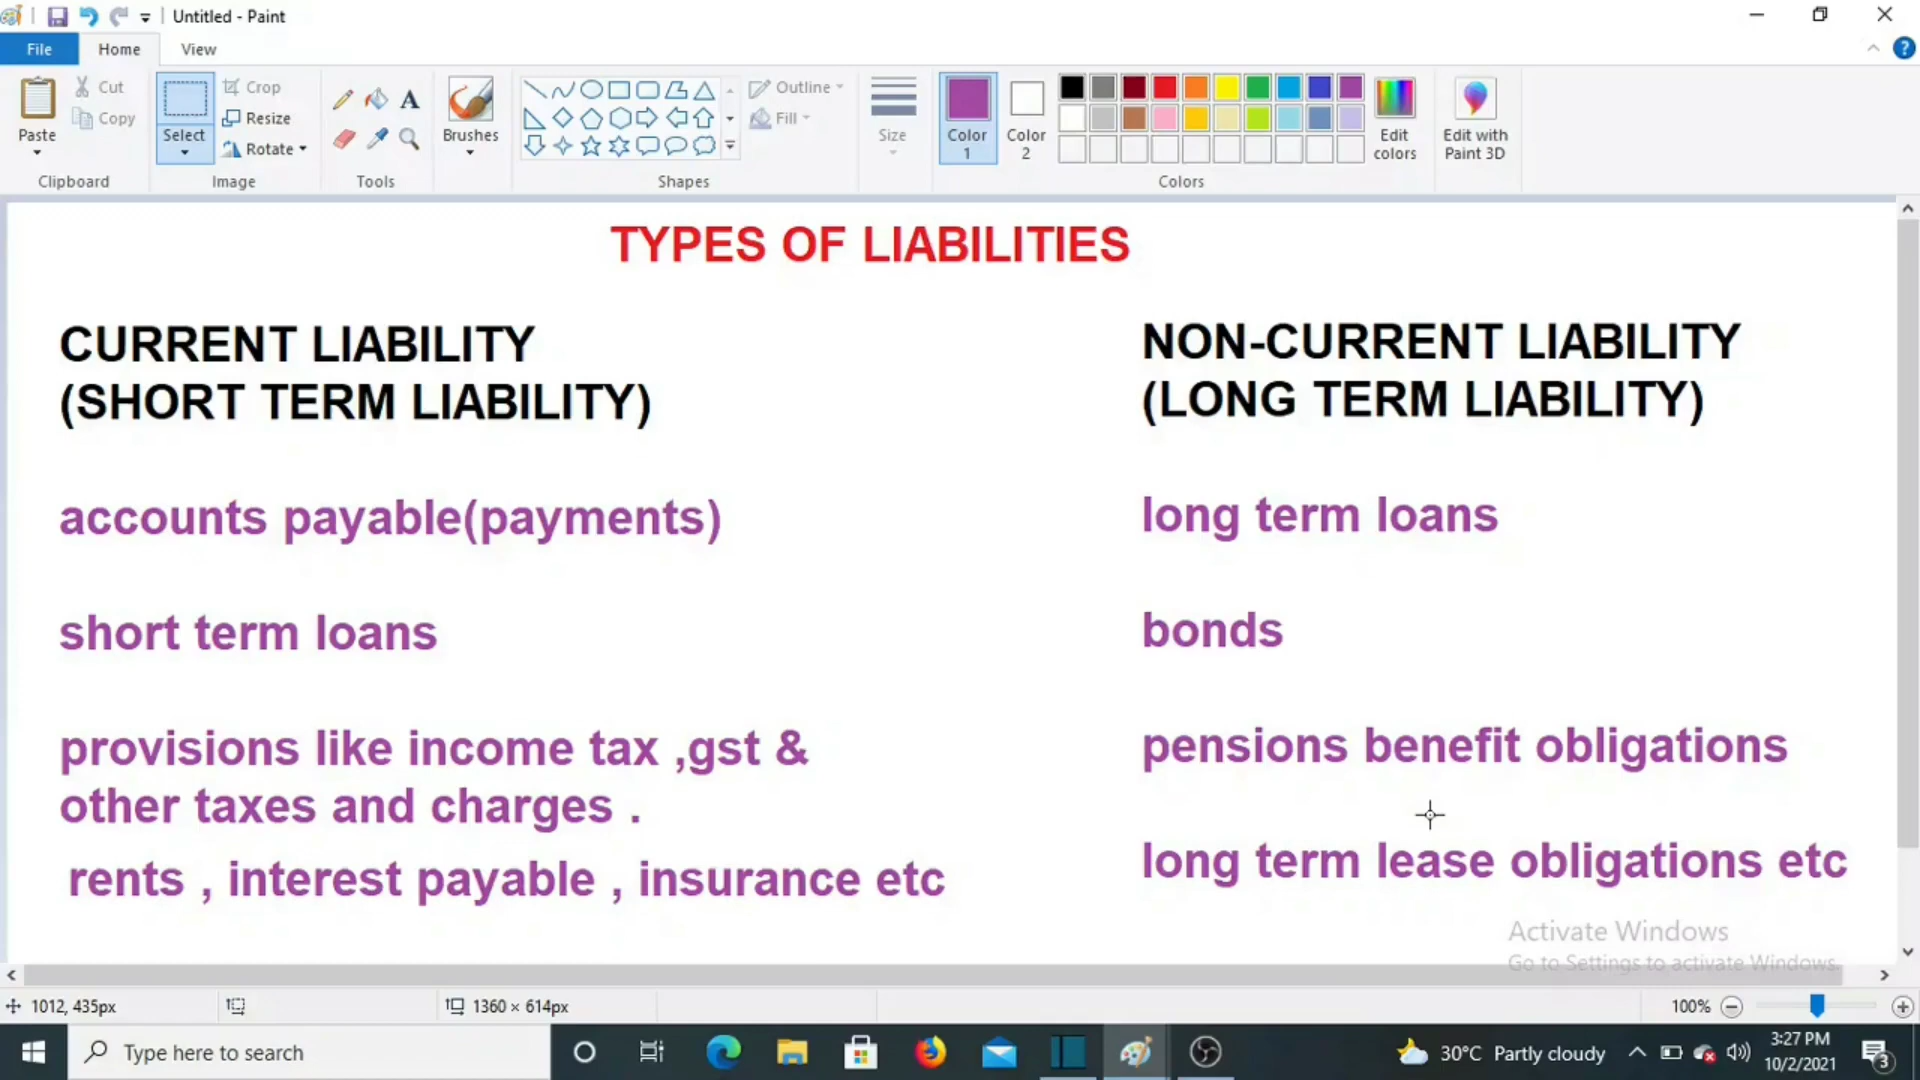 Untitled - Paint
File Home View
Paste
Cut
Copy
Clipboard
Select
Crop
Resize
Rotate
Image
Tools
Brushes
Shapes
Outline
Fill
Size
Color 1
Color 2
Colors
Edit colors
Edit with Paint 3D
TYPES OF LIABILITIES
CURRENT LIABILITY
(SHORT TERM LIABILITY)
accounts payable(payments)
short term loans
provisions like income tax ,gst &
other taxes and charges .
rents , interest payable , insurance etc
NON-CURRENT LIABILITY
(LONG TERM LIABILITY)
long term loans
bonds
pensions benefit obligations
long term lease obligations etc
Activate Windows
Go to Settings to activate Windows.
1012, 435px
1360 × 614px
100%
Type here to search
30°C Partly cloudy
3:27 PM
10/2/2021
3